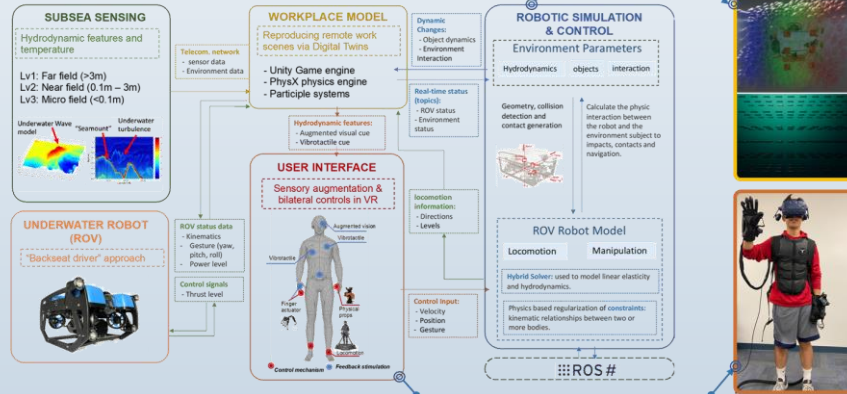 SUBSEA SENSING
Hydrodynamic features and
temperature
Lv1: Far field (>3m)
Lv2: Near field (0.1m – 3m)
Lv3: Micro field (<0.1m)
Underwater Wave
model
"Seamount"
Underwater
turbulence
UNDERWATER ROBOT
(ROV)
"Backseat driver" approach
Telecom. network
- sensor data
- Environment data
ROV status data
- Kinematics
- Gesture (yaw,
pitch, roll)
- Power level
Control signals
- Thrust level
WORKPLACE MODEL
Reproducing remote work
scenes via Digital Twins
- Unity Game engine
- PhysX physics engine
- Participle systems
Hydrodynamic features:
- Augmented visual cue
- Vibrotactile cue
USER INTERFACE
Sensory augmentation &
bilateral controls in VR
Augmented vision
Vibrotactile
Vibrotactile
Finger
actuator
Physical
props
Locomotion
Control mechanism
Feedback stimulation
Dynamic
Changes:
- Object dynamics
- Environment
Interaction
Real-time status
(topics):
- ROV status
- Environment
status
locomotion
information:
- Directions
- Levels
Control input:
- Velocity
- Position
- Gesture
ROBOTIC SIMULATION
& CONTROL
Environment Parameters
Hydrodynamics
objects
interaction
Geometry, collision
detection and
contact generation
Calculate the physic
interaction between
the robot and the
environment subject to
impacts, contacts and
navigation.
ROV Robot Model
Locomotion
Manipulation
Hybrid Solver: used to model linear elasticity
and hydrodynamics.
Physics based regularization of constraints:
kinematic relationships between two or
more bodies.
ROS#